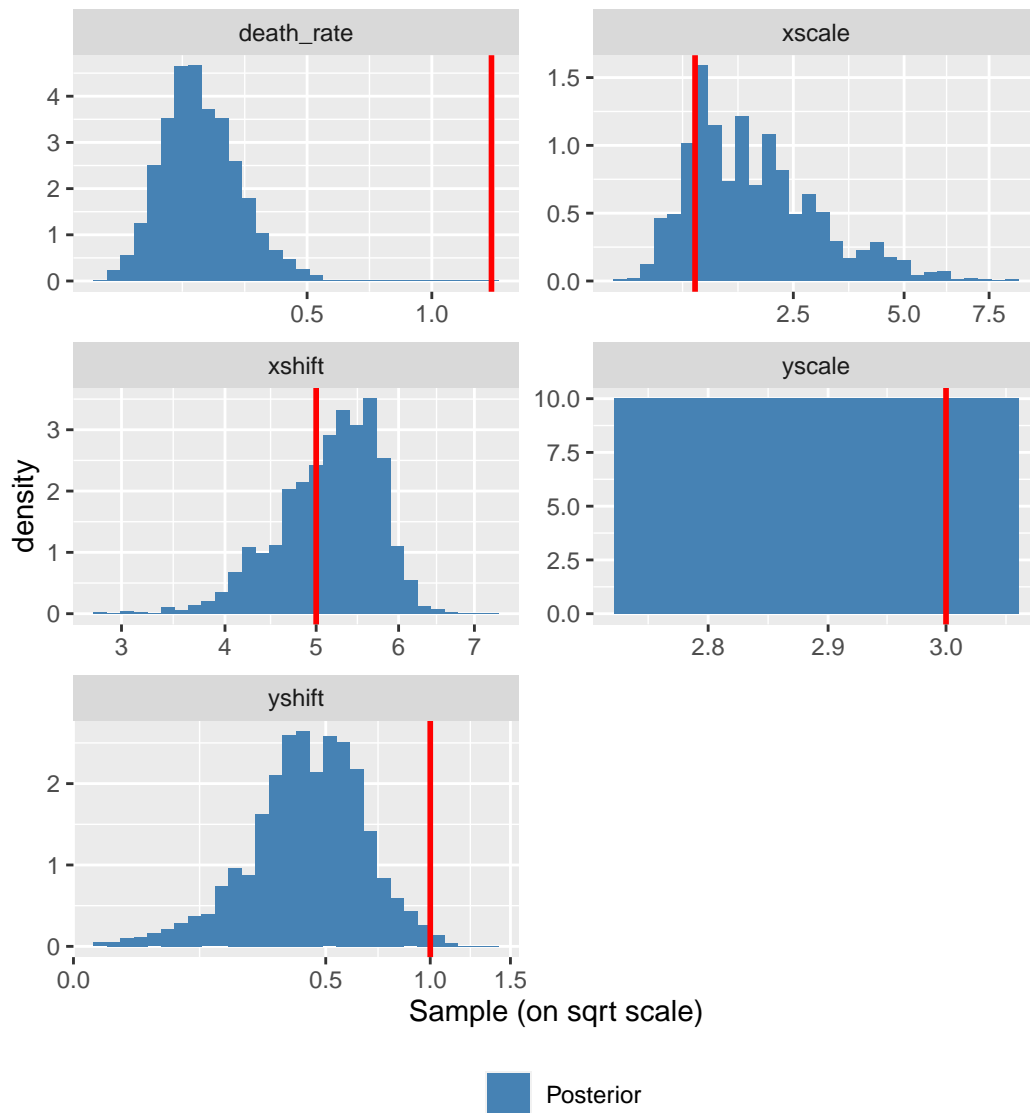 death_rate
4
3
2
1
0
0.5 1.0
xscale
1.5
1.0
0.5
0.0
2.5 5.0 7.5
xshift
3
2
1
0
3 4 5 6 7
yscale
10.0
7.5
5.0
2.5
0.0
2.8 2.9 3.0
yshift
2
1
0
0.0 0.5 1.0 1.5
density
Sample (on sqrt scale)
Posterior